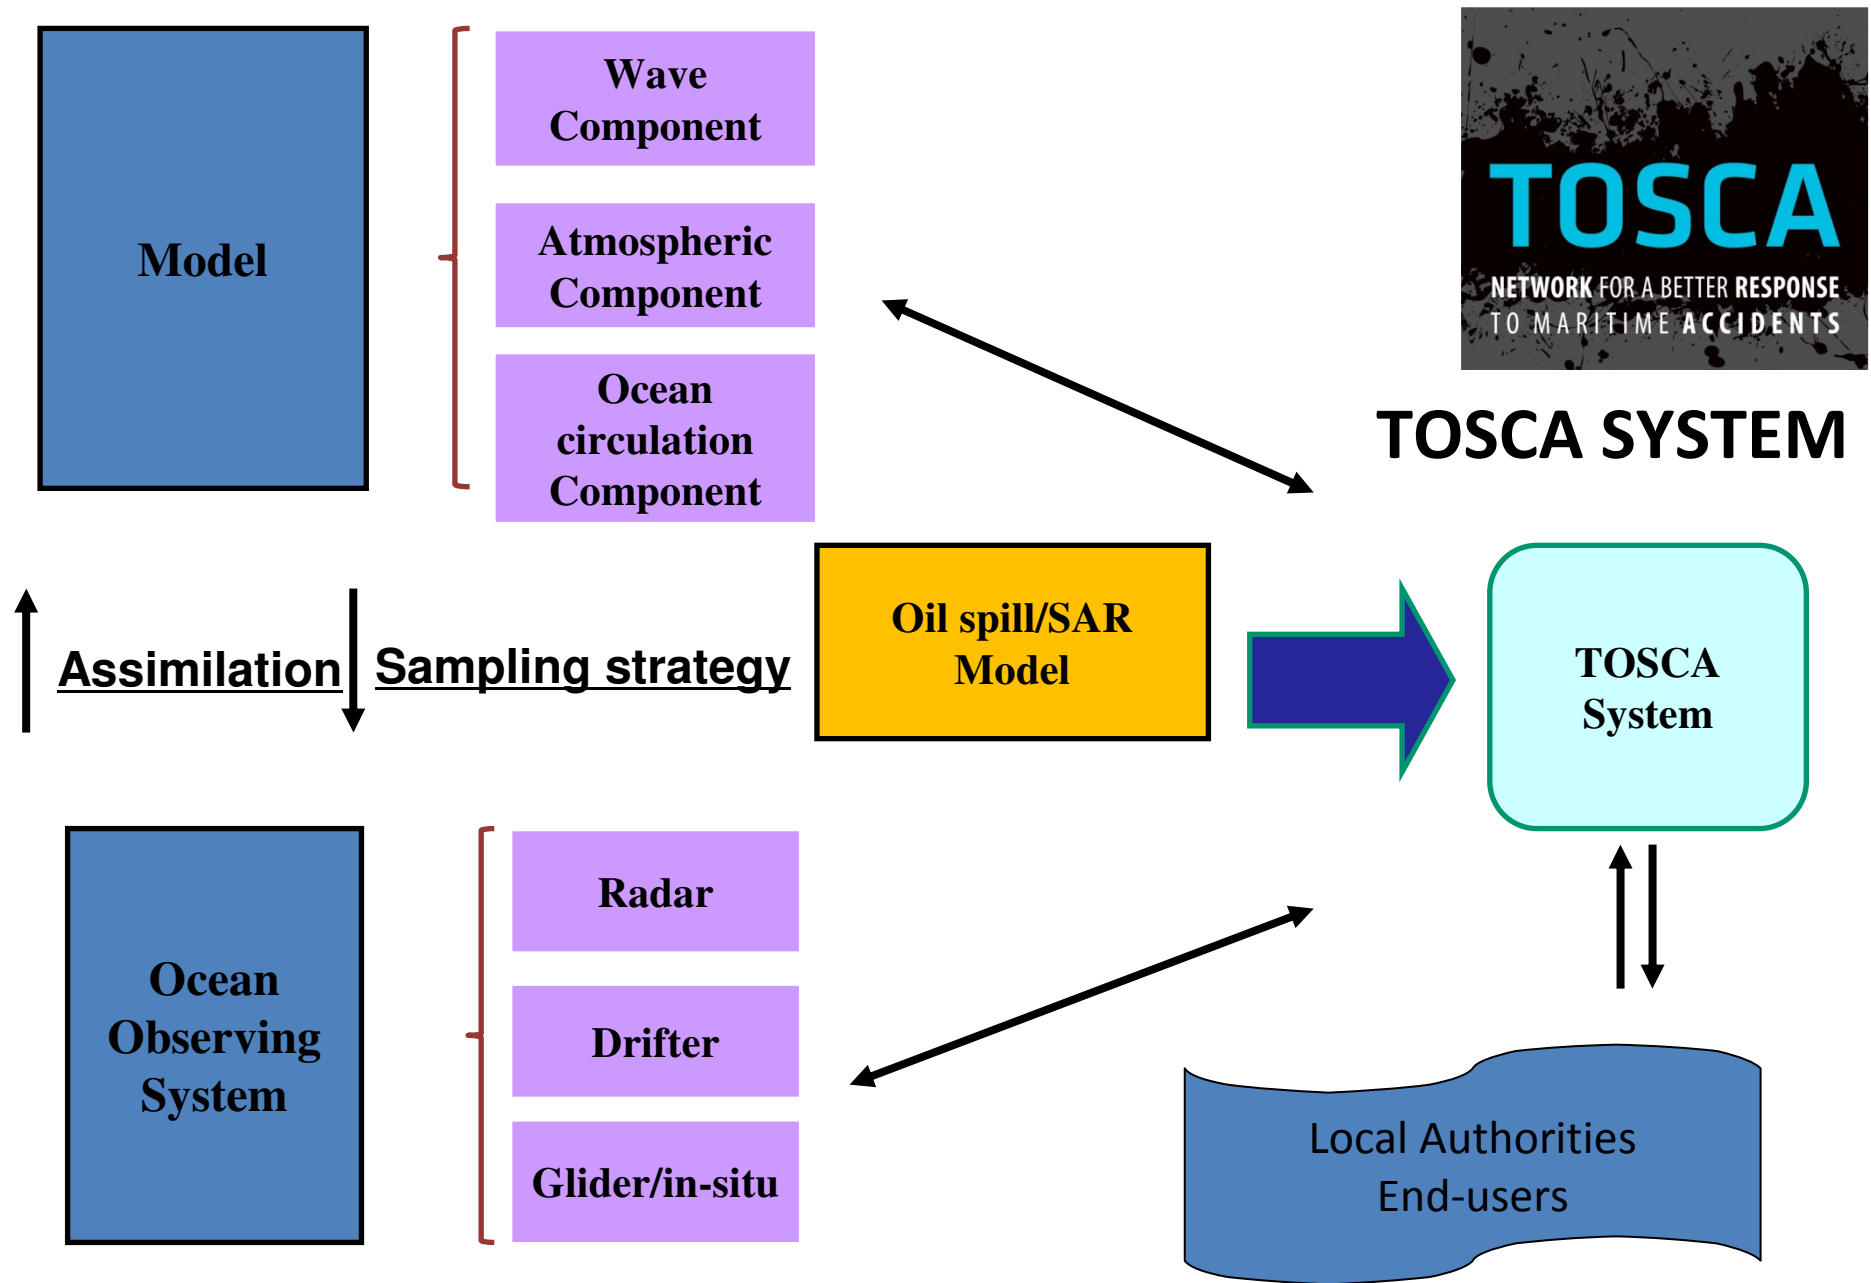 Model
Wave
Component
Atmospheric
Component
Ocean
circulation
Component
TOSCA
NETWORK FOR A BETTER RESPONSE
TO MARITIME ACCIDENTS
TOSCA SYSTEM
Assimilation
Sampling strategy
Oil spill/SAR
Model
TOSCA
System
Ocean
Observing
System
Radar
Drifter
Glider/in-situ
Local Authorities
End-users